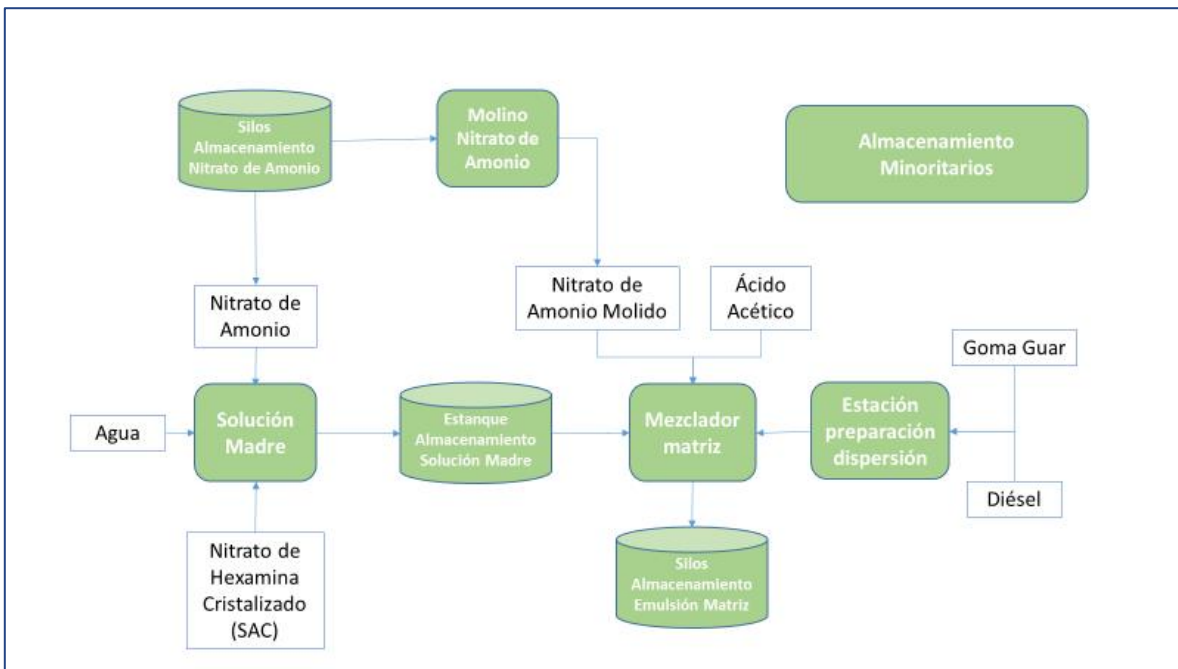 Silos
Almacenamiento
Nitrato de Amonio
Molino
Nitrato de
Amonio
Almacenamiento
Minoritarios
Nitrato de
Amonio
Nitrato de
Amonio Molido
Ácido
Acético
Goma Guar
Agua
Solución
Madre
Estanque
Almacenamiento
Solución Madre
Mezclador
matriz
Estación
preparación
dispersión
Diésel
Nitrato de
Hexamina
Cristalizado
(SAC)
Silos
Almacenamiento
Emulsión Matriz